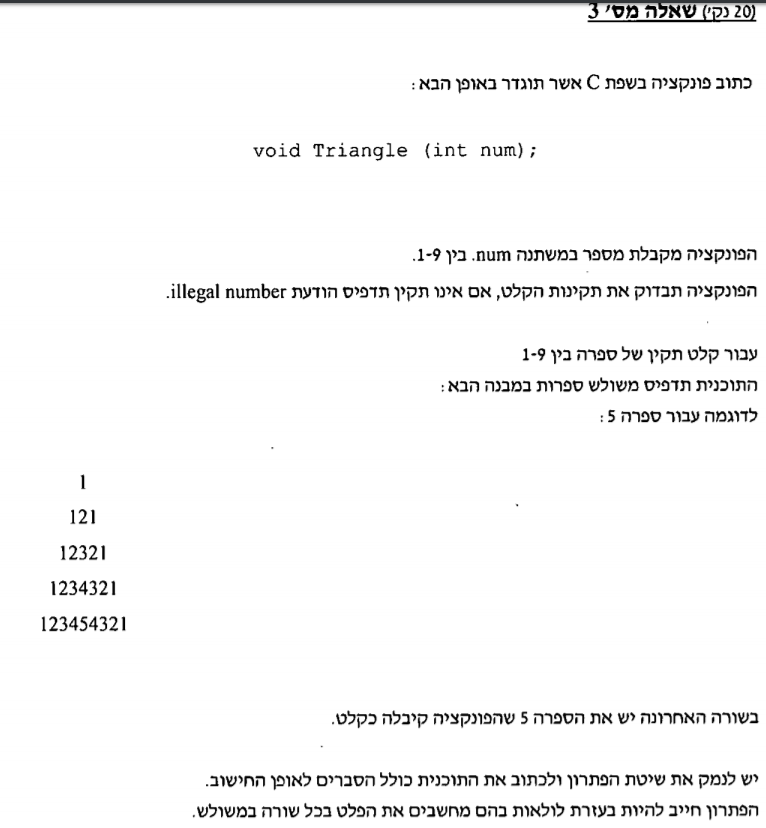 (20 נקי) שאלה מס׳ 3
כתוב פונקציה בשפת C אשר תוגדר באופן הבא :
void Triangle (int num);
הפונקציה מקבלת מספר במשתנה num. בין 1-9.
הפונקציה תבדוק את תקינות הקלט, אם אינו תקין תדפיס הודעת illegal number.
עבור קלט תקין של ספרה בין 1-9
התוכנית תדפיס משולש ספרות במבנה הבא :
לדוגמה עבור ספרה 5 :
1
121
12321
1234321
123454321
בשורה האחרונה יש את הספרה 5 שהפונקציה קיבלה כקלט.
יש לנמק את שיטת הפתרון ולכתוב את התוכנית כולל הסברים לאופן החישוב.
הפתרון חייב להיות בעזרת לולאות בהם מחשבים את הפלט בכל שורה במשולש.